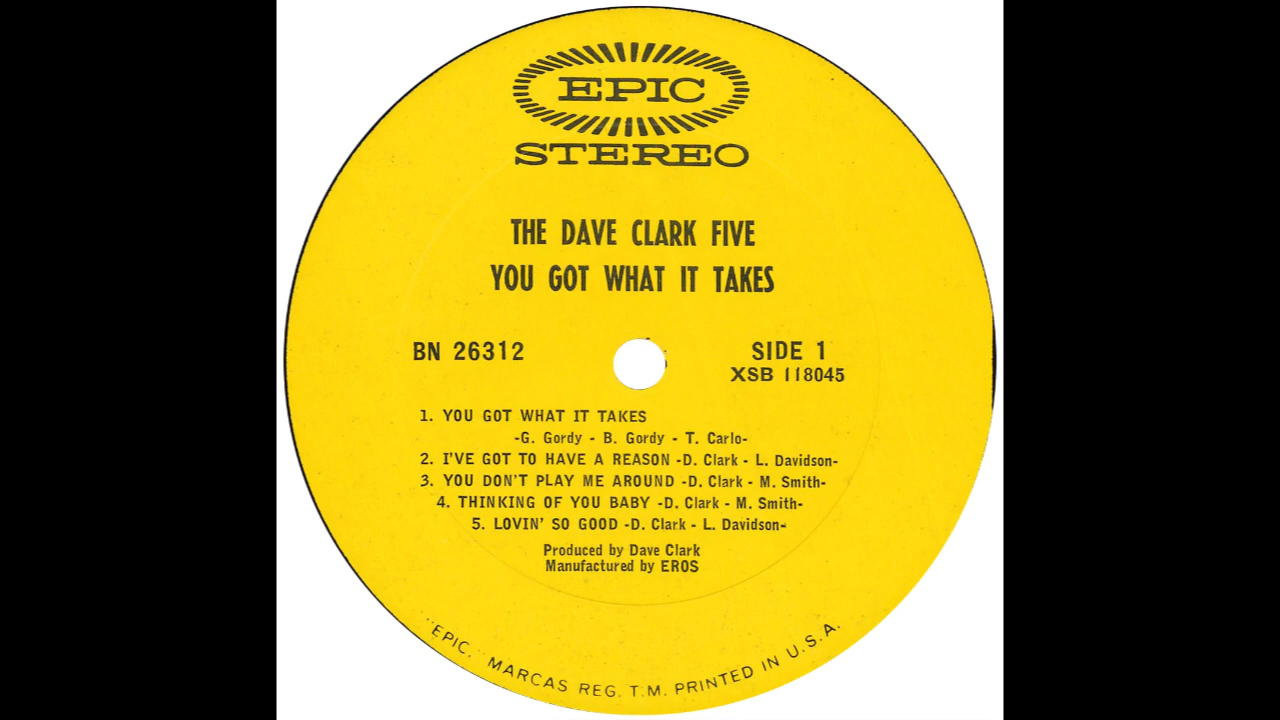 EPIC
STEREO
THE DAVE CLARK FIVE
YOU GOT WHAT IT TAKES
BN 26312
SIDE 1
XSB 118045
1. YOU GOT WHAT IT TAKES
-G. Gordy - B. Gordy - T. Carlo-
2. I'VE GOT TO HAVE A REASON -D. Clark - L. Davidson-
3. YOU DON'T PLAY ME AROUND -D. Clark - M. Smith-
4. THINKING OF YOU BABY -D. Clark - M. Smith-
5. LOVIN' SO GOOD -D. Clark - L. Davidson-
Produced by Dave Clark
Manufactured by EROS
"EPIC," MARCAS REG. T.M. PRINTED IN U.S.A.